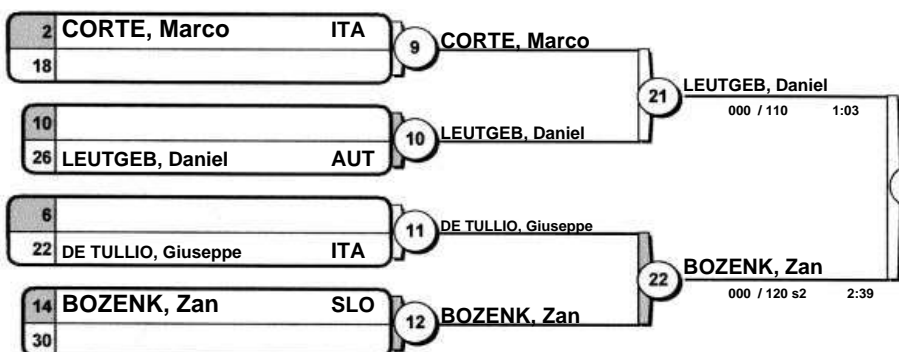 2 CORTE, Marco ITA
18
9 CORTE, Marco
10
26 LEUTGEB, Daniel AUT
10 LEUTGEB, Daniel
21 LEUTGEB, Daniel
000 / 110 1:03
6
22 DE TULLIO, Giuseppe ITA
11 DE TULLIO, Giuseppe
14 BOZENK, Zan SLO
30
12 BOZENK, Zan
22 BOZENK, Zan
000 / 120 s2 2:39